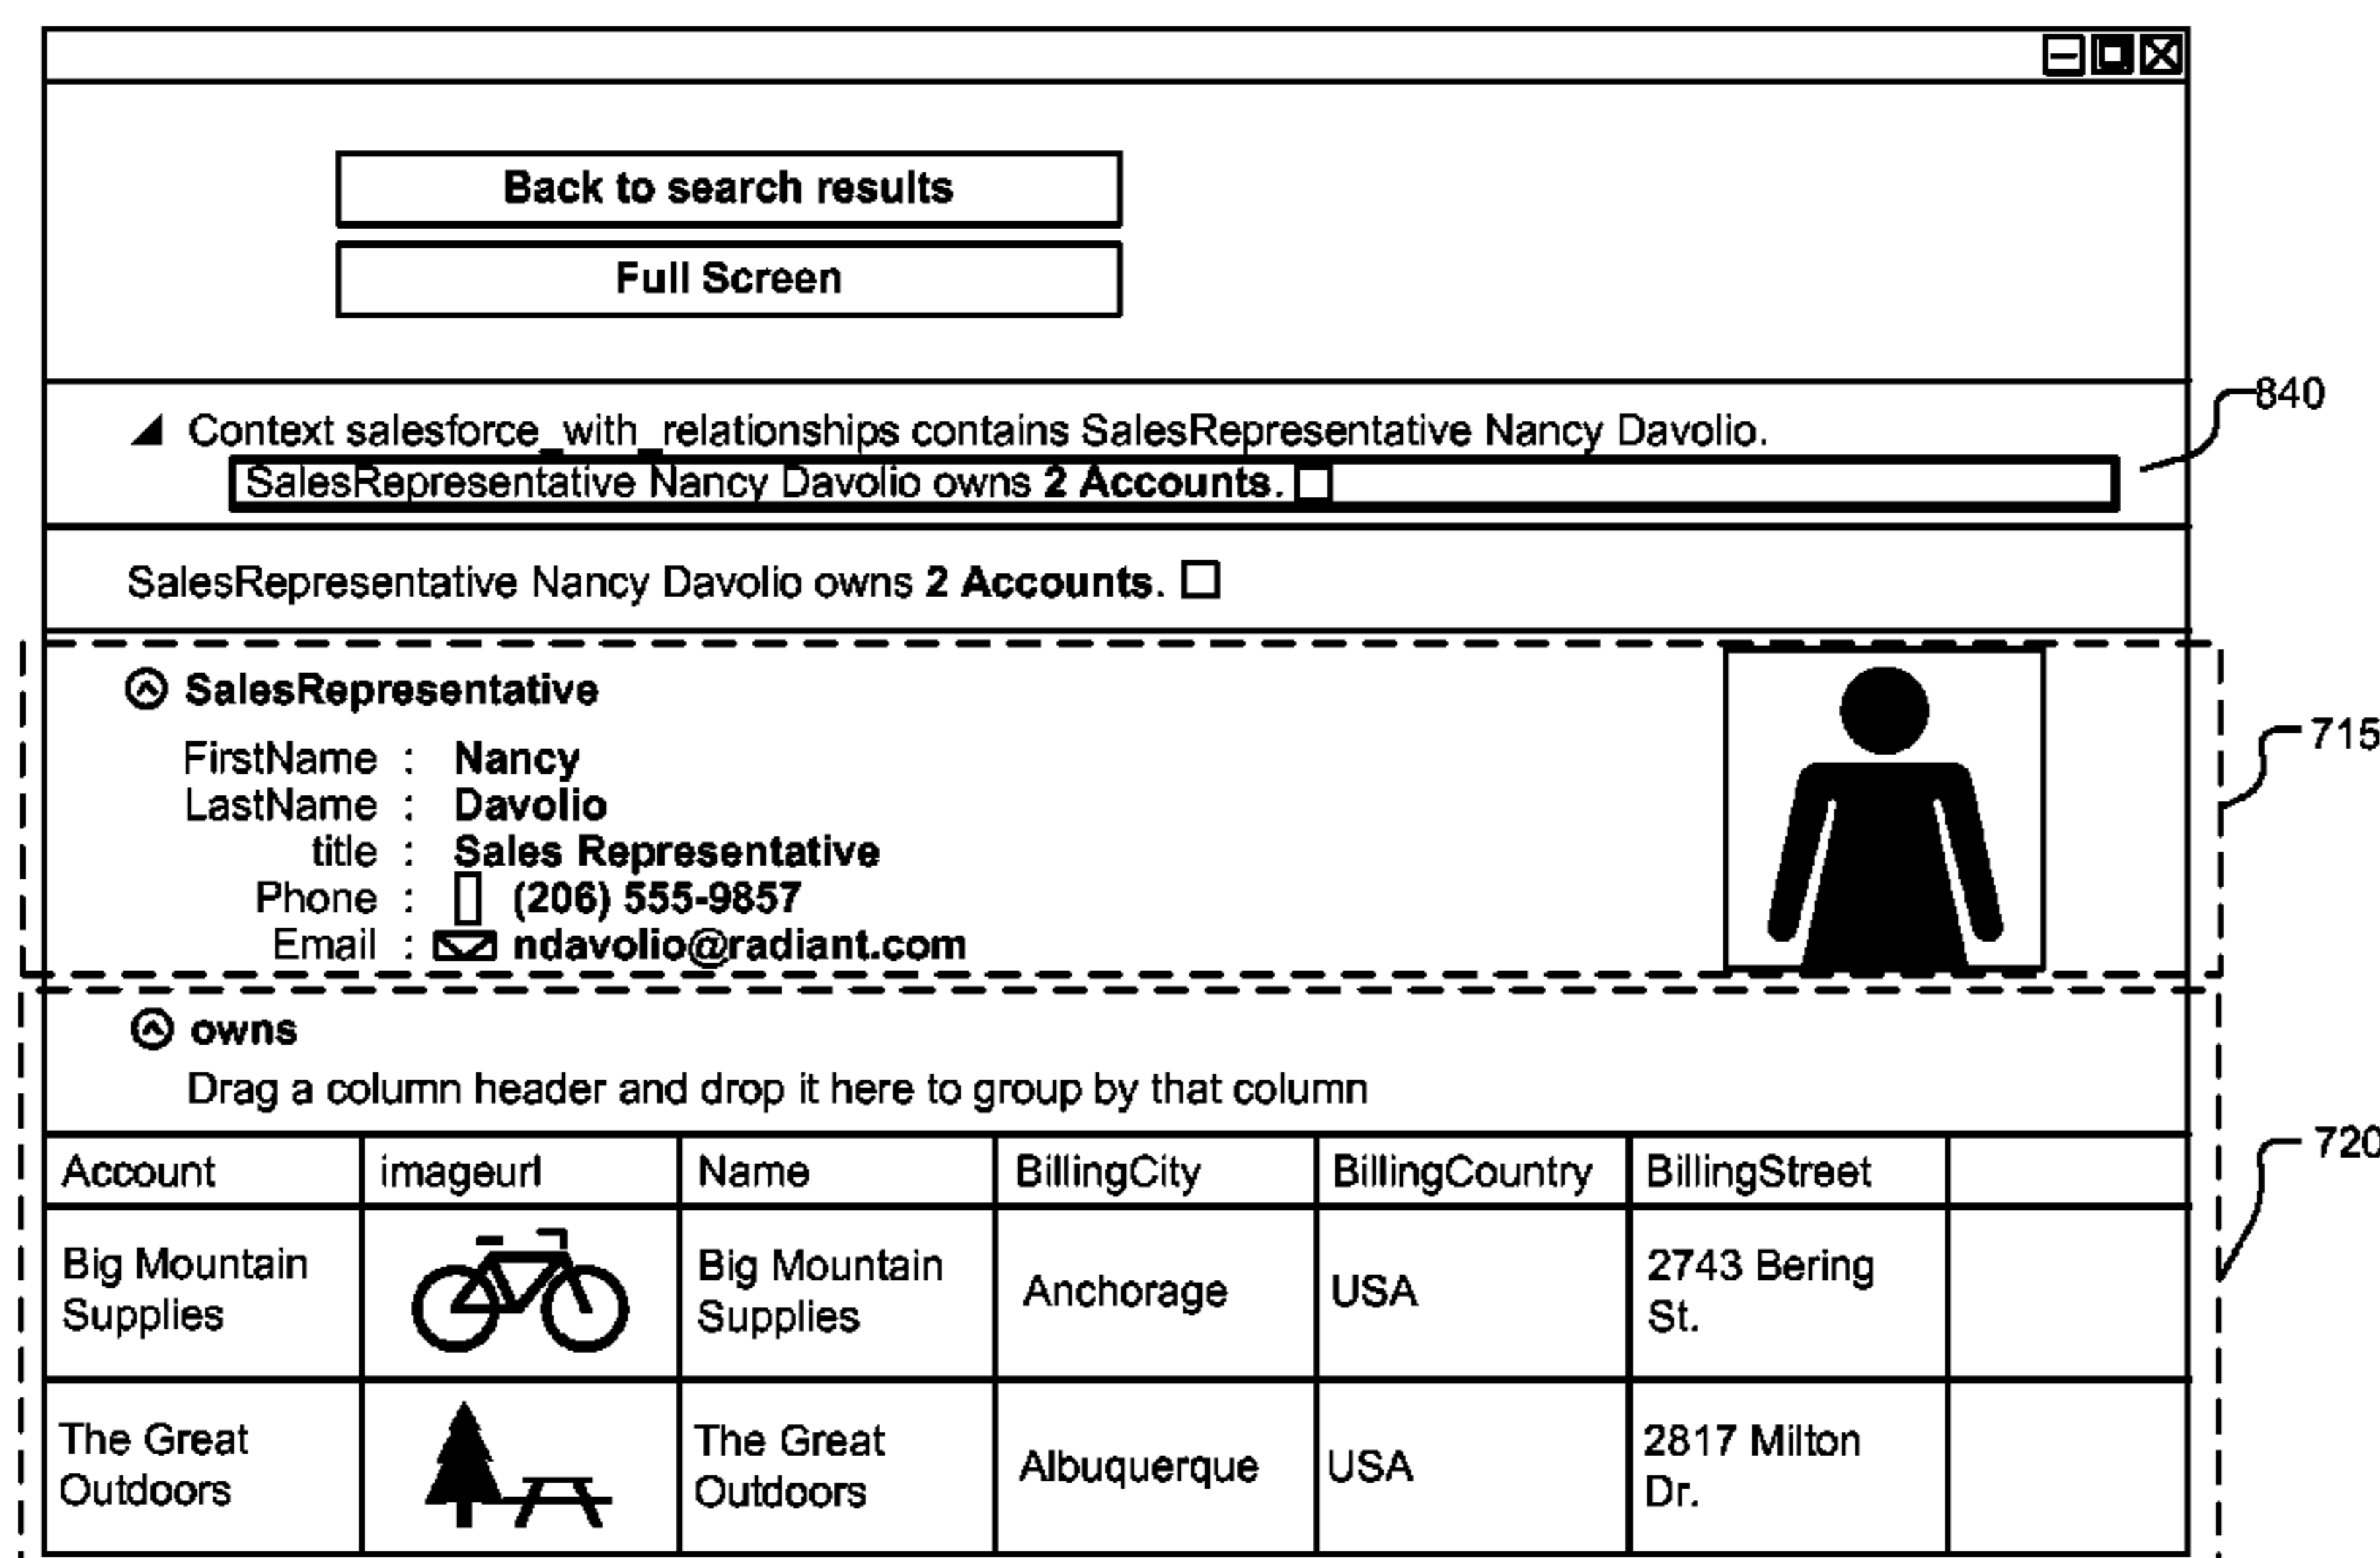 Back to search results
Full Screen
840
Context salesforce_with_relationships contains SalesRepresentative Nancy Davolio.
SalesRepresentative Nancy Davolio owns 2 Accounts.
SalesRepresentative Nancy Davolio owns 2 Accounts.
SalesRepresentative
715
FirstName : Nancy
LastName : Davolio
title : Sales Representative
Phone : (206) 555-9857
Email : ndavolio@radiant.com
owns
Drag a column header and drop it here to group by that column
720
Account imageurl Name BillingCity BillingCountry BillingStreet
Big Mountain Supplies Big Mountain Supplies Anchorage USA 2743 Bering St.
The Great Outdoors The Great Outdoors Albuquerque USA 2817 Milton Dr.